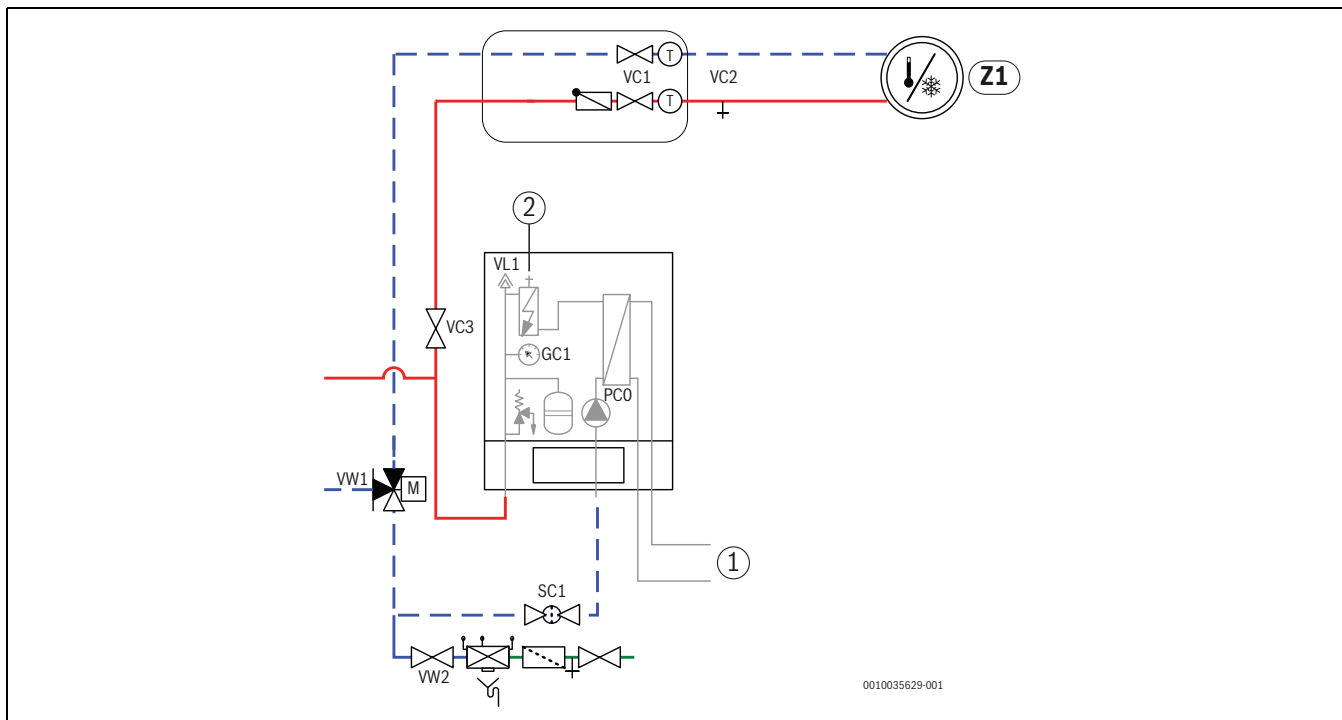 T
VC1
VC2
T
Z1
2
VL1
VC3
GC1
PC0
VW1
M
1
SC1
VW2
0010035629-001